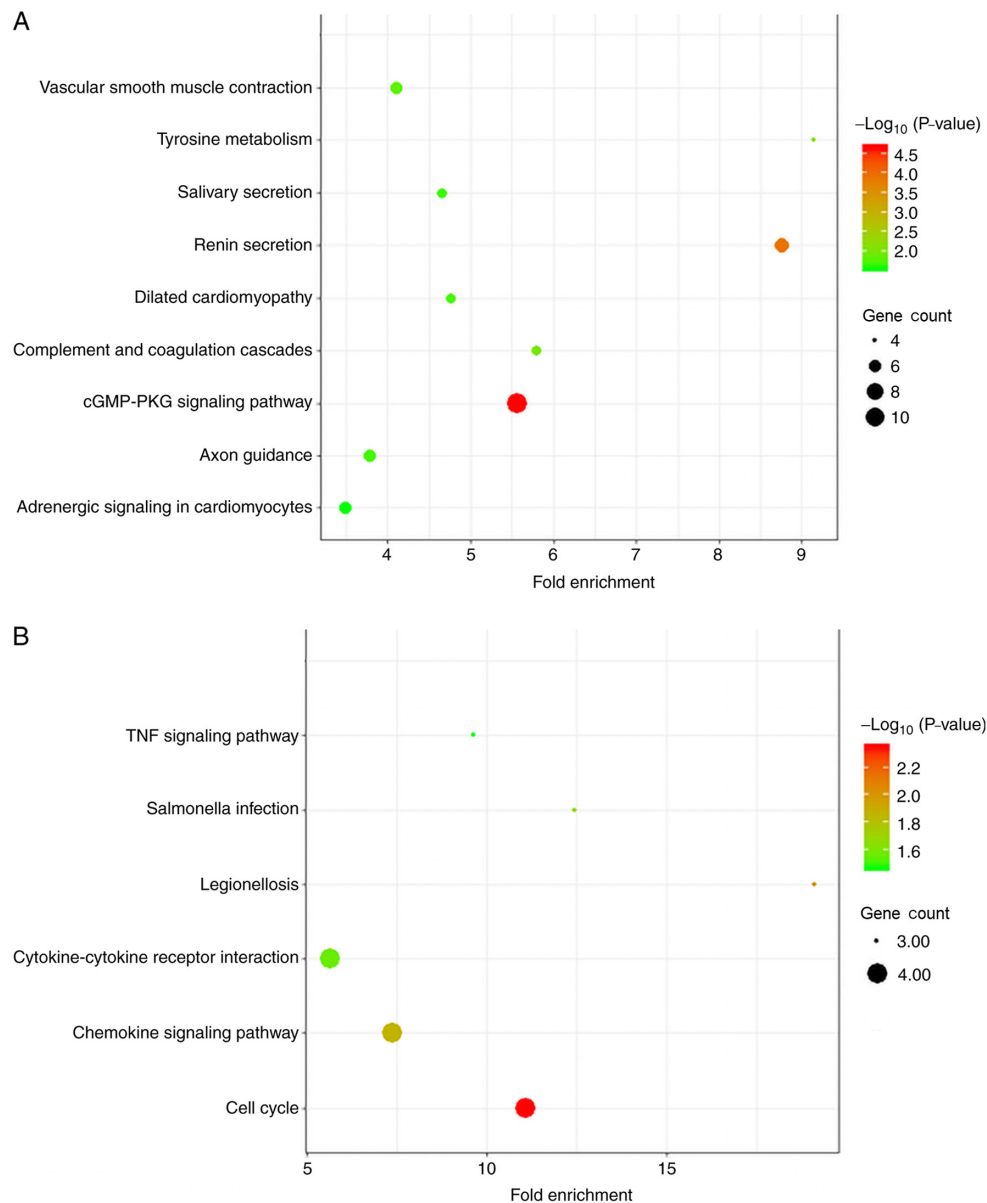 A
Vascular smooth muscle contraction
Tyrosine metabolism
Salivary secretion
Renin secretion
Dilated cardiomyopathy
Complement and coagulation cascades
cGMP-PKG signaling pathway
Axon guidance
Adrenergic signaling in cardiomyocytes
4 5 6 7 8 9
Fold enrichment
–Log10 (P–value)
4.5
4.0
3.5
3.0
2.5
2.0
Gene count
4
6
8
10
B
TNF signaling pathway
Salmonella infection
Legionellosis
Cytokine-cytokine receptor interaction
Chemokine signaling pathway
Cell cycle
5 10 15
Fold enrichment
–Log10 (P–value)
2.2
2.0
1.8
1.6
Gene count
3.00
4.00